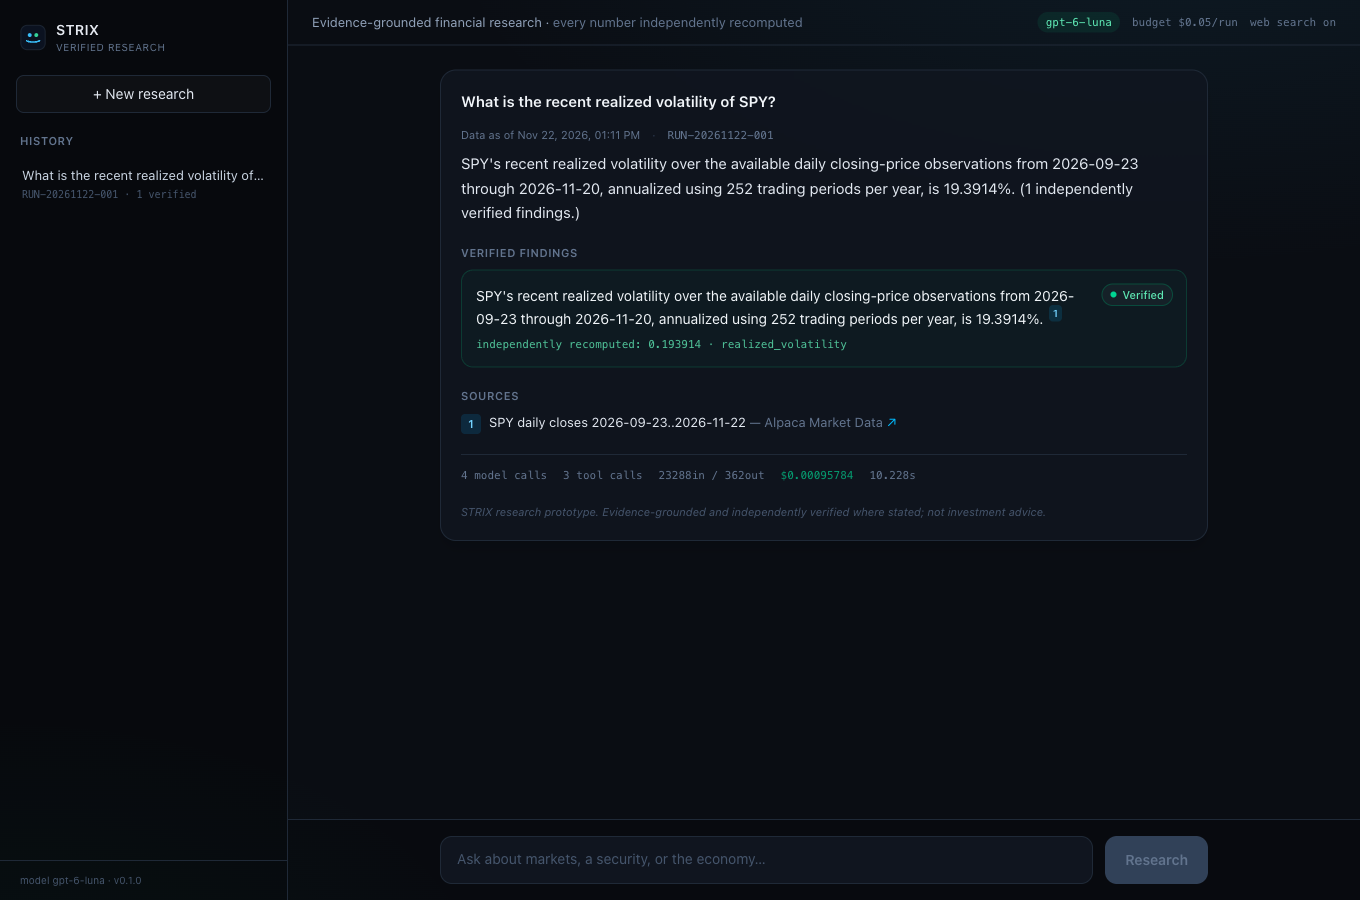 STRIX
VERIFIED RESEARCH
+ New research
HISTORY
What is the recent realized volatility of...
RUN-20261122-001 · 1 verified
model gpt-6-luna · v0.1.0
Evidence-grounded financial research · every number independently recomputed
gpt-6-luna budget $0.05/run web search on
What is the recent realized volatility of SPY?
Data as of Nov 22, 2026, 01:11 PM · RUN-20261122-001
SPY's recent realized volatility over the available daily closing-price observations from 2026-09-23
through 2026-11-20, annualized using 252 trading periods per year, is 19.3914%. (1 independently
verified findings.)
VERIFIED FINDINGS
SPY's recent realized volatility over the available daily closing-price observations from 2026-
09-23 through 2026-11-20, annualized using 252 trading periods per year, is 19.3914%. 1
Verified
independently recomputed: 0.193914 · realized_volatility
SOURCES
1 SPY daily closes 2026-09-23..2026-11-22 — Alpaca Market Data ↗
4 model calls 3 tool calls 23288in / 362out $0.00095784 10.228s
STRIX research prototype. Evidence-grounded and independently verified where stated; not investment advice.
Ask about markets, a security, or the economy...
Research